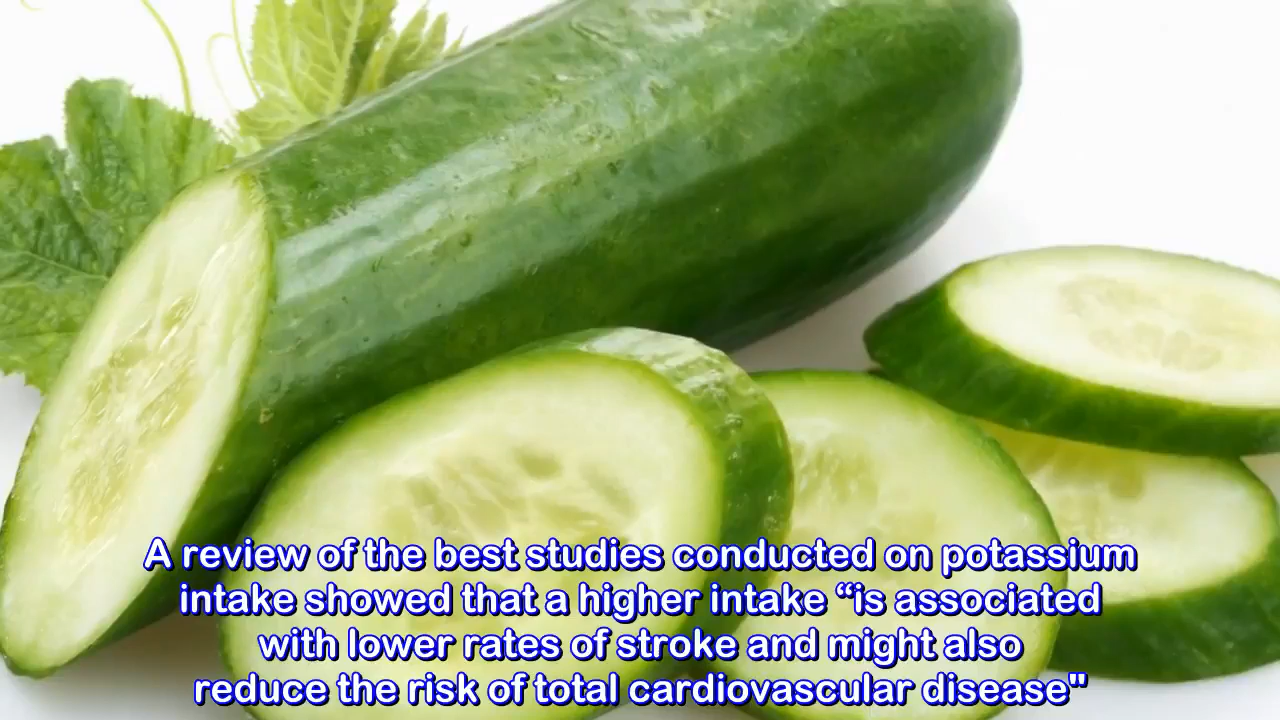 A review of the best studies conducted on potassium
intake showed that a higher intake “is associated
with lower rates of stroke and might also
reduce the risk of total cardiovascular disease"